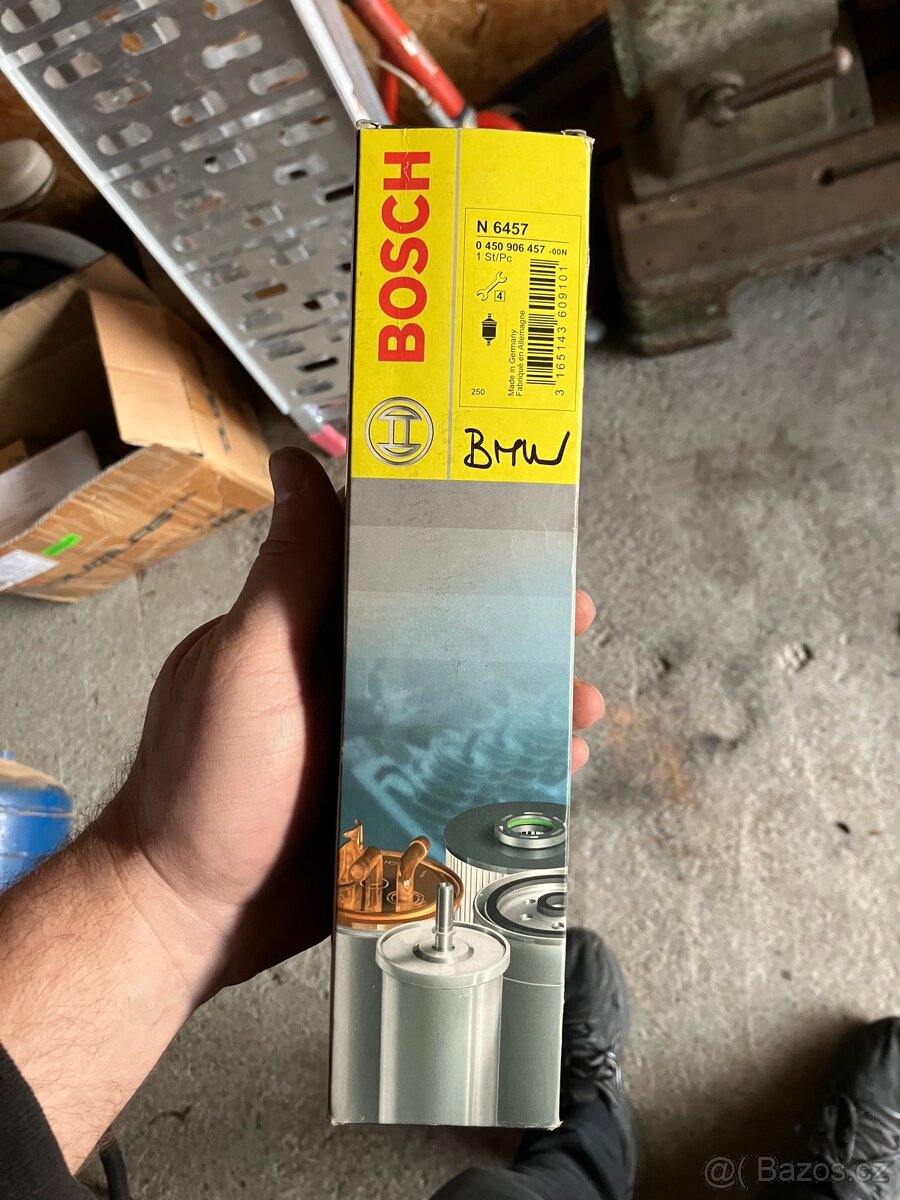 BOSCH
N 6457
0 450 906 457 -00N
1 St/Pc
4
Made in Germany
Fabriqué en Allemagne
3 165143 609101
250
BMW
@( Bazos.cz